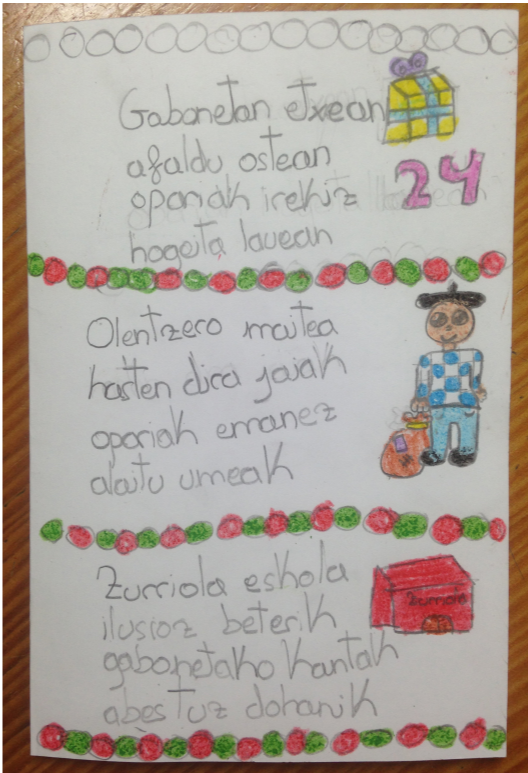 Gabonetan etxean
afaldu ostean
opariak irekiz
24
hogeita lauean
Olentzero maitea
hasten dira jaiak
opariak emanez
alaitu umeak
Zurriola eskola
ilusioz beterik
Zurriola
gabonetako kantak
abestuz dohanik